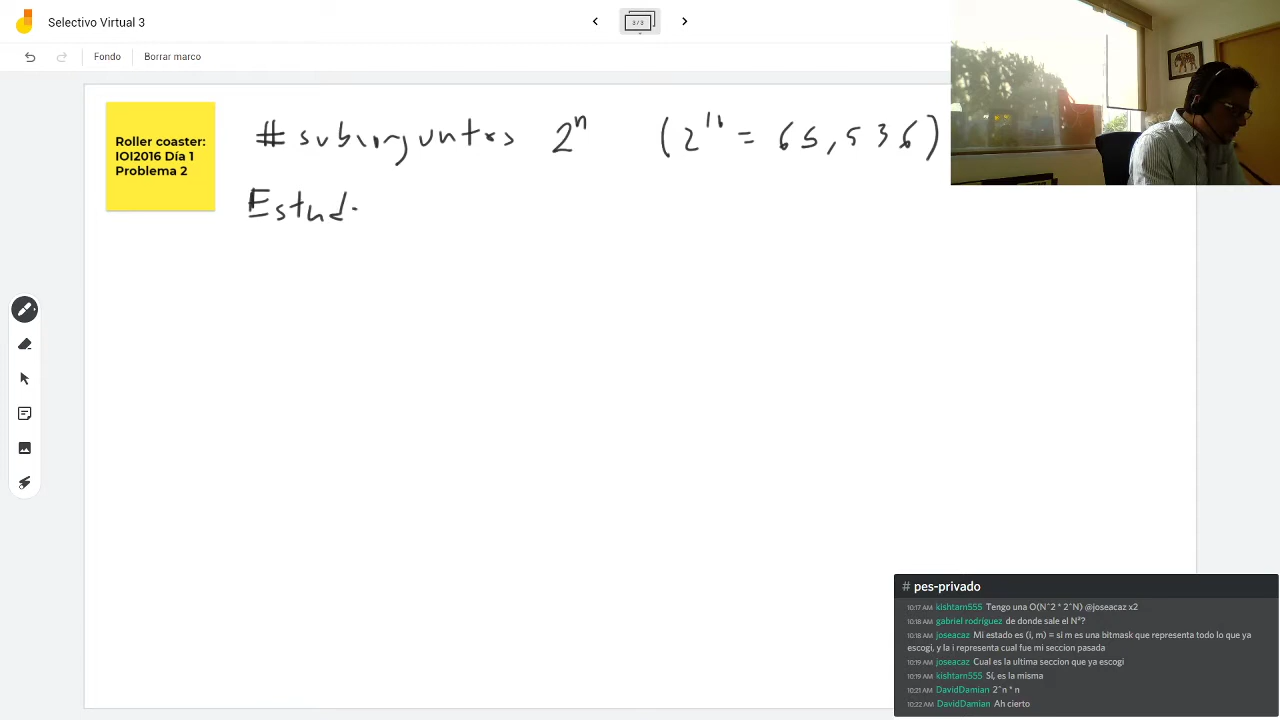 Selectivo Virtual 3
3 / 3
Fondo
Borrar marco
Roller coaster:
IOI2016 Día 1
Problema 2
# subconjuntos 2^n (2^16 = 65,536)
# pes-privado
10:17 AM kishtarn555 Tengo una O(N^2 * 2^N) @joseacaz x2
10:18 AM gabriel rodríguez de donde sale el N²?
10:18 AM joseacaz Mi estado es (i, m) = si m es una bitmask que representa todo lo que ya
escogi, y la i representa cual fue mi seccion pasada
10:19 AM joseacaz Cual es la ultima seccion que ya escogi
10:19 AM kishtarn555 Sí, es la misma
10:21 AM DavidDamian 2^n * n
10:22 AM DavidDamian Ah cierto